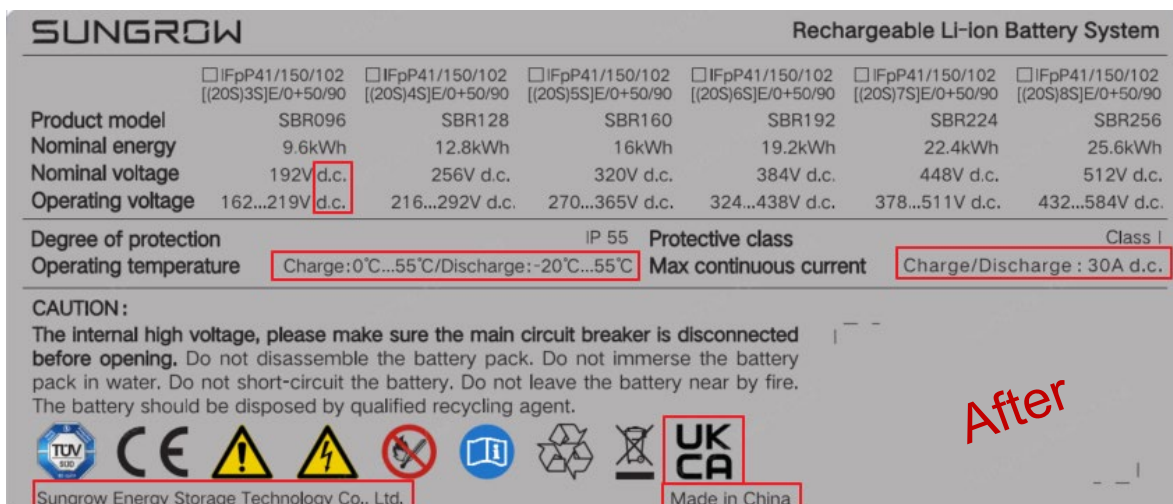 SUNGROW
Rechargeable Li-ion Battery System
IFpP41/150/102 IFpP41/150/102 IFpP41/150/102 IFpP41/150/102 IFpP41/150/102 IFpP41/150/102
[(20S)3S]E/0+50/90 [(20S)4S]E/0+50/90 [(20S)5S]E/0+50/90 [(20S)6S]E/0+50/90 [(20S)7S]E/0+50/90 [(20S)8S]E/0+50/90
Product model SBR096 SBR128 SBR160 SBR192 SBR224 SBR256
Nominal energy 9.6kWh 12.8kWh 16kWh 19.2kWh 22.4kWh 25.6kWh
Nominal voltage 192V d.c. 256V d.c. 320V d.c. 384V d.c. 448V d.c. 512V d.c.
Operating voltage 162...219V d.c. 216...292V d.c. 270...365V d.c. 324...438V d.c. 378...511V d.c. 432...584V d.c.
Degree of protection IP 55 Protective class Class I
Operating temperature Charge:0℃...55℃/Discharge:-20℃...55℃ Max continuous current Charge/Discharge : 30A d.c.
CAUTION:
The internal high voltage, please make sure the main circuit breaker is disconnected
before opening. Do not disassemble the battery pack. Do not immerse the battery
pack in water. Do not short-circuit the battery. Do not leave the battery near by fire.
The battery should be disposed by qualified recycling agent.
After
TÜV
SÜD
CE
UK
CA
Sungrow Energy Storage Technology Co., Ltd.
Made in China